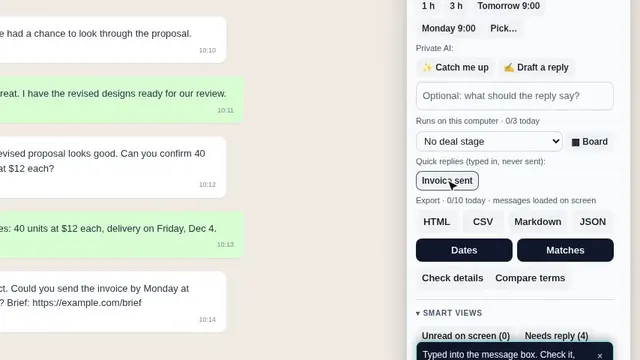 e had a chance to look through the proposal.
10:10
reat. I have the revised designs ready for our review.
10:11
evised proposal looks good. Can you confirm 40
at $12 each?
10:12
es: 40 units at $12 each, delivery on Friday, Dec 4.
10:13
ct. Could you send the invoice by Monday at
? Brief: https://example.com/brief
10:14
1 h 3 h Tomorrow 9:00
Monday 9:00 Pick…
Private AI:
✨ Catch me up ✍️ Draft a reply
Optional: what should the reply say?
Runs on this computer · 0/3 today
No deal stage ▦ Board
Quick replies (typed in, never sent):
Invoice sent
Export · 0/10 today · messages loaded on screen
HTML CSV Markdown JSON
Dates Matches
Check details Compare terms
▾ SMART VIEWS
Unread on screen (0) Needs reply (4)
Typed into the message box. Check it, ×